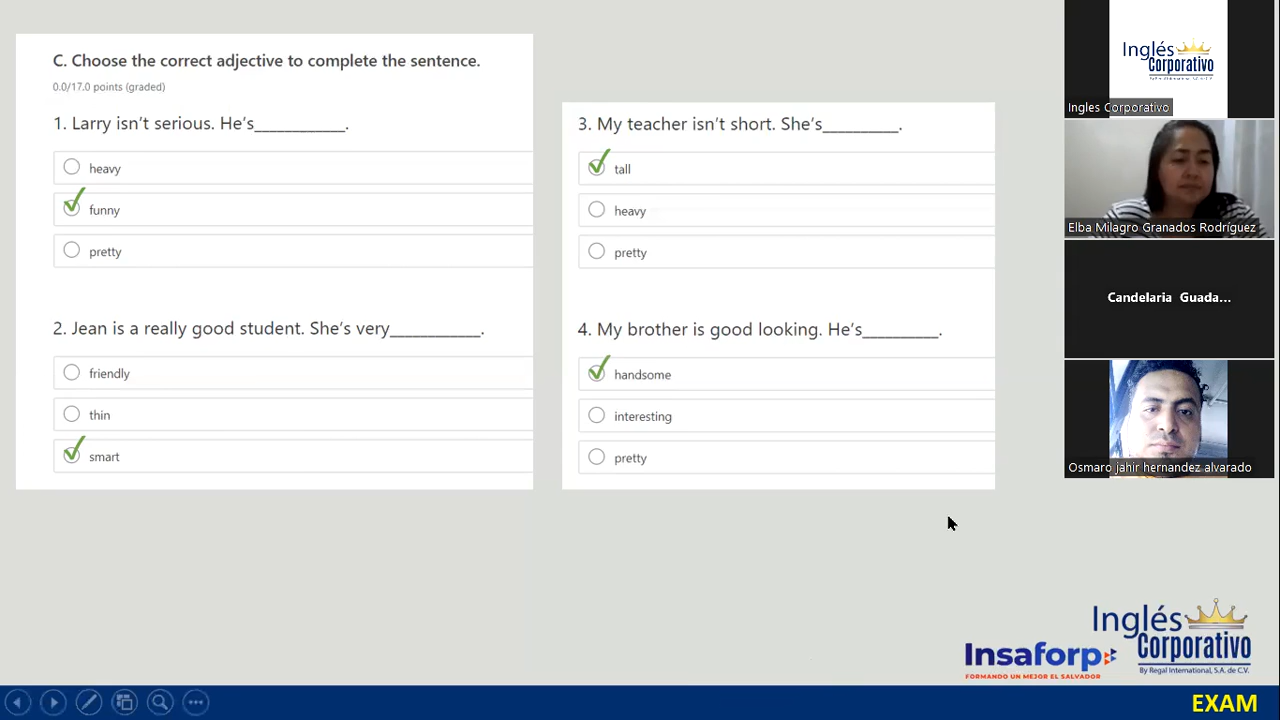 C. Choose the correct adjective to complete the sentence.
0.0/17.0 points (graded)
1. Larry isn't serious. He's____________.
heavy
funny
pretty
2. Jean is a really good student. She's very____________.
friendly
thin
smart
3. My teacher isn't short. She's__________.
tall
heavy
pretty
4. My brother is good looking. He's__________.
handsome
interesting
pretty
Inglés
Corporativo
Ingles Corporativo
Elba Milagro Granados Rodríguez
Candelaria Guada...
Osmaro jahir hernandez alvarado
Insaforp
FORMANDO UN MEJOR EL SALVADOR
Inglés
Corporativo
By Regal International, S.A. de C.V.
EXAM